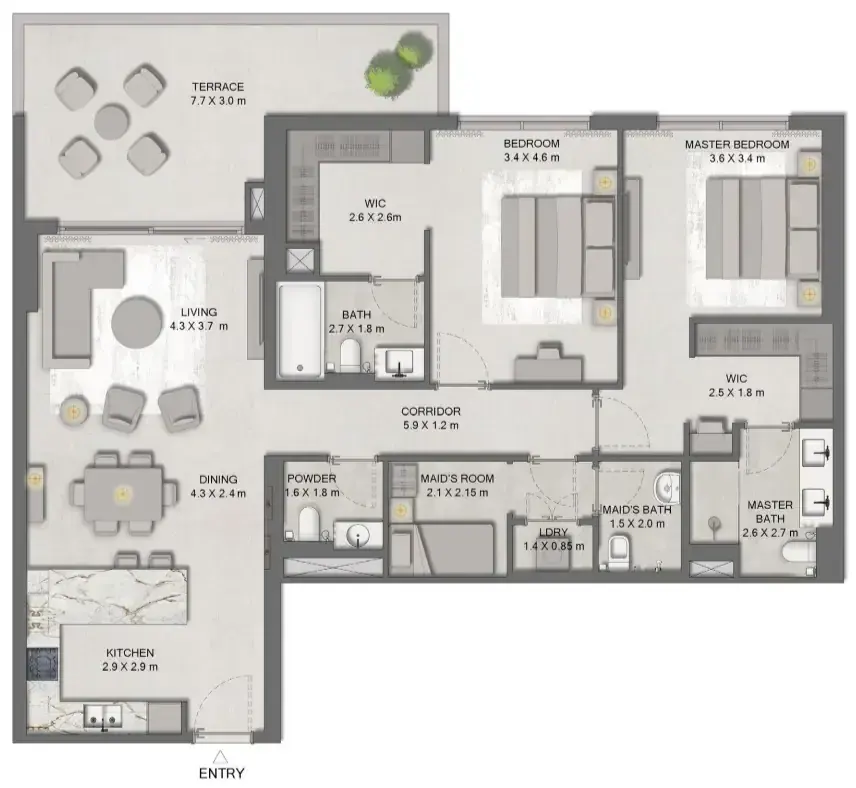 TERRACE
7.7 X 3.0 m
BEDROOM
3.4 X 4.6 m
MASTER BEDROOM
3.6 X 3.4 m
WIC
2.6 X 2.6m
LIVING
4.3 X 3.7 m
BATH
2.7 X 1.8 m
WIC
2.5 X 1.8 m
CORRIDOR
5.9 X 1.2 m
DINING
4.3 X 2.4 m
POWDER
1.6 X 1.8 m
MAID'S ROOM
2.1 X 2.15 m
LDRY
1.4 X 0.85 m
MAID'S BATH
1.5 X 2.0 m
MASTER
BATH
2.6 X 2.7 m
KITCHEN
2.9 X 2.9 m
ENTRY